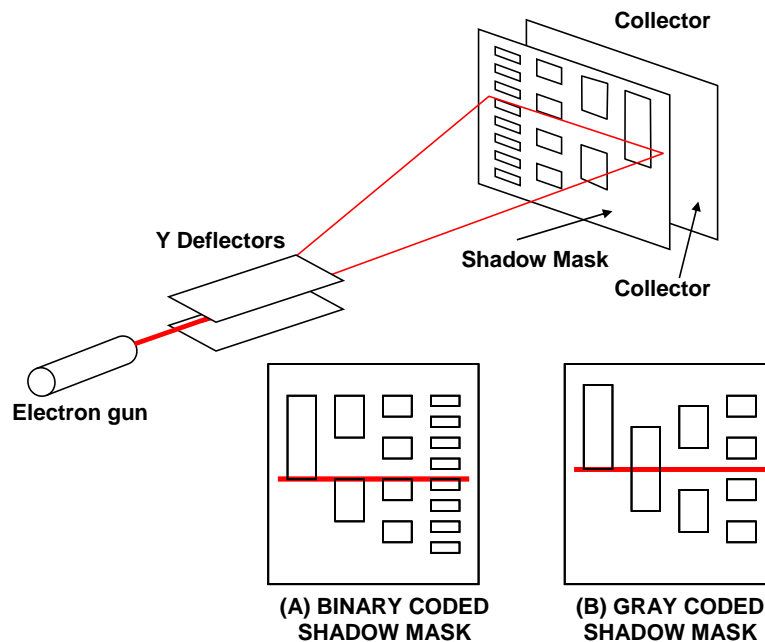 Collector
Y Deflectors
Shadow Mask
Collector
Electron gun
(A) BINARY CODED
SHADOW MASK
(B) GRAY CODED
SHADOW MASK